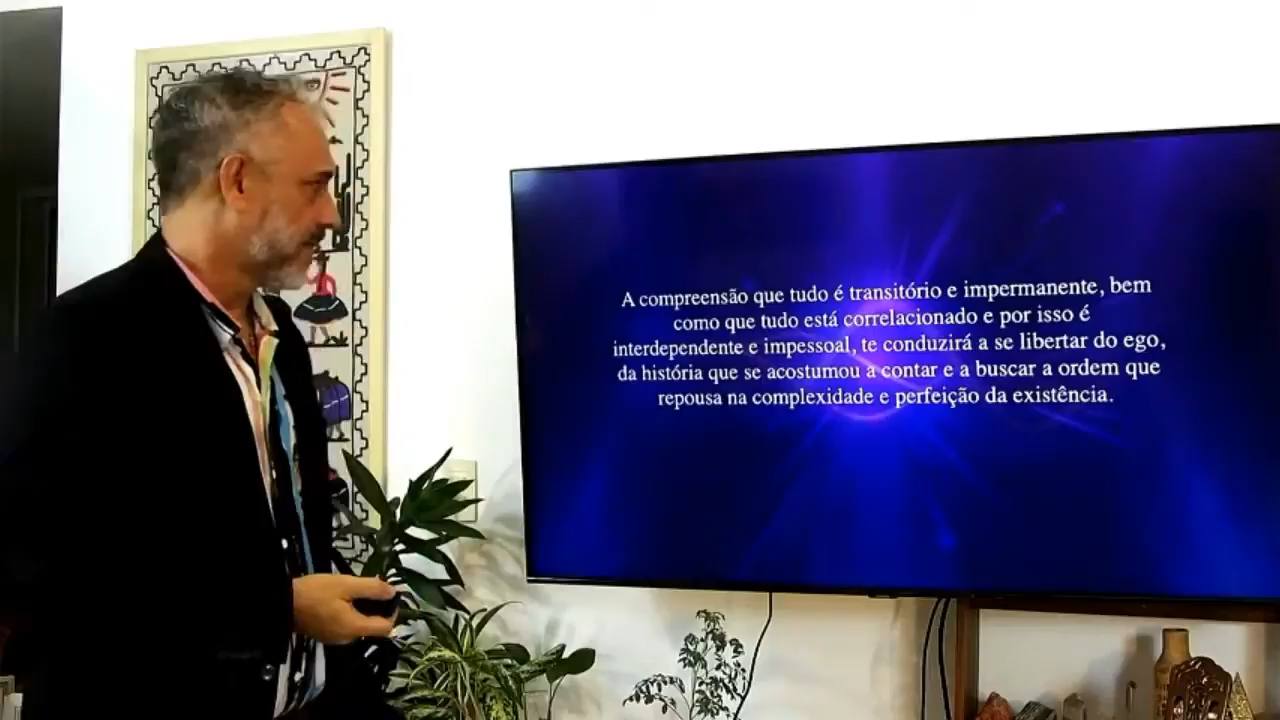 A compreensão que tudo é transitório e impermanente, bem
como que tudo está correlacionado e por isso é
interdependente e impessoal, te conduzirá a se libertar do ego,
da história que se acostumou a contar e a buscar a ordem que
repousa na complexidade e perfeição da existência.